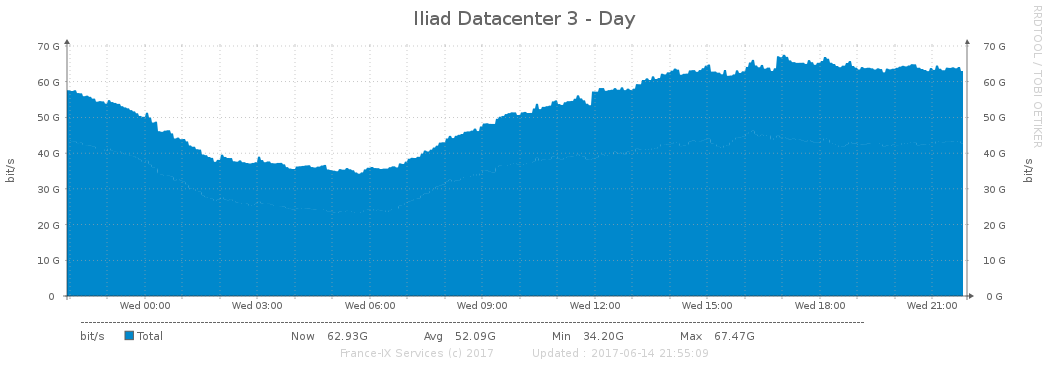 Iliad Datacenter 3 - Day
RRDTOOL / TOBI OETIKER
bit/s
70 G
60 G
50 G
40 G
30 G
20 G
10 G
0
70 G
60 G
50 G
40 G
30 G
20 G
10 G
0 G
bit/s
Wed 00:00 Wed 03:00 Wed 06:00 Wed 09:00 Wed 12:00 Wed 15:00 Wed 18:00 Wed 21:00
bit/s Total Now 62.93G Avg 52.09G Min 34.20G Max 67.47G
France-IX Services (c) 2017 Updated : 2017-06-14 21:55:09